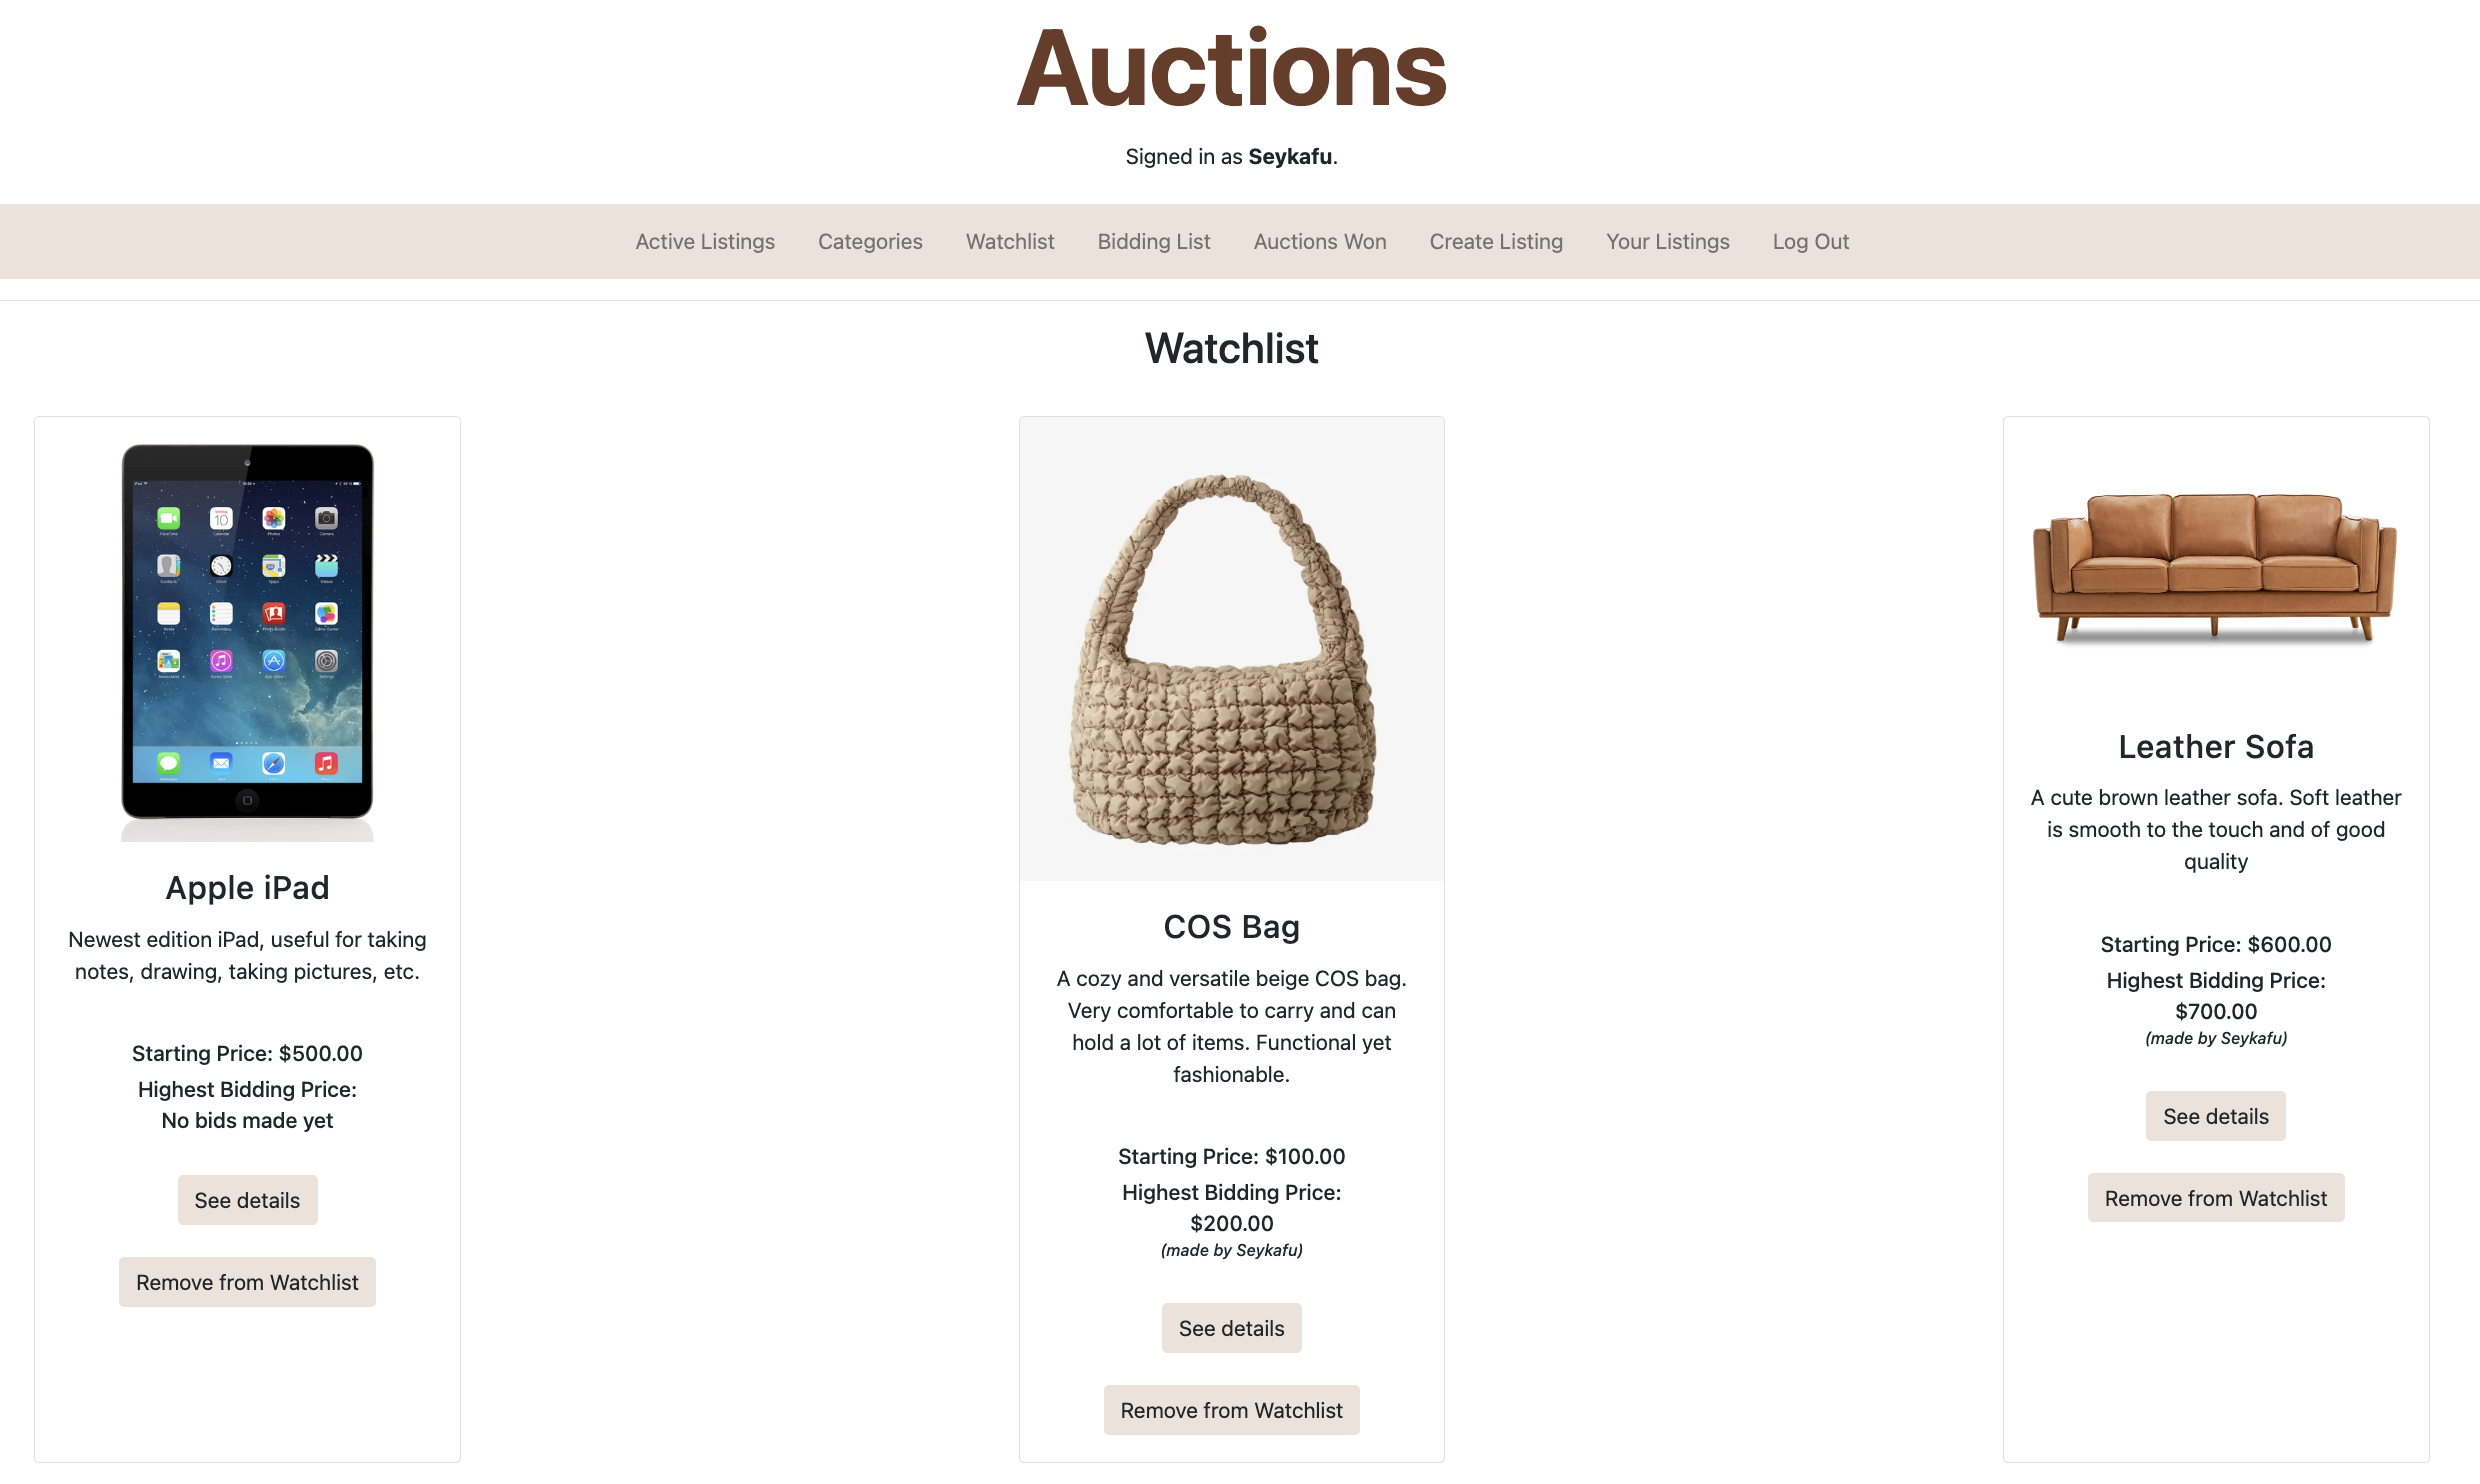 Auctions
Signed in as Seykafu.
Active Listings Categories Watchlist Bidding List Auctions Won Create Listing Your Listings Log Out
Watchlist
Apple iPad
Newest edition iPad, useful for taking
notes, drawing, taking pictures, etc.
Starting Price: $500.00
Highest Bidding Price:
No bids made yet
See details
Remove from Watchlist
COS Bag
A cozy and versatile beige COS bag.
Very comfortable to carry and can
hold a lot of items. Functional yet
fashionable.
Starting Price: $100.00
Highest Bidding Price:
$200.00
(made by Seykafu)
See details
Remove from Watchlist
Leather Sofa
A cute brown leather sofa. Soft leather
is smooth to the touch and of good
quality
Starting Price: $600.00
Highest Bidding Price:
$700.00
(made by Seykafu)
See details
Remove from Watchlist